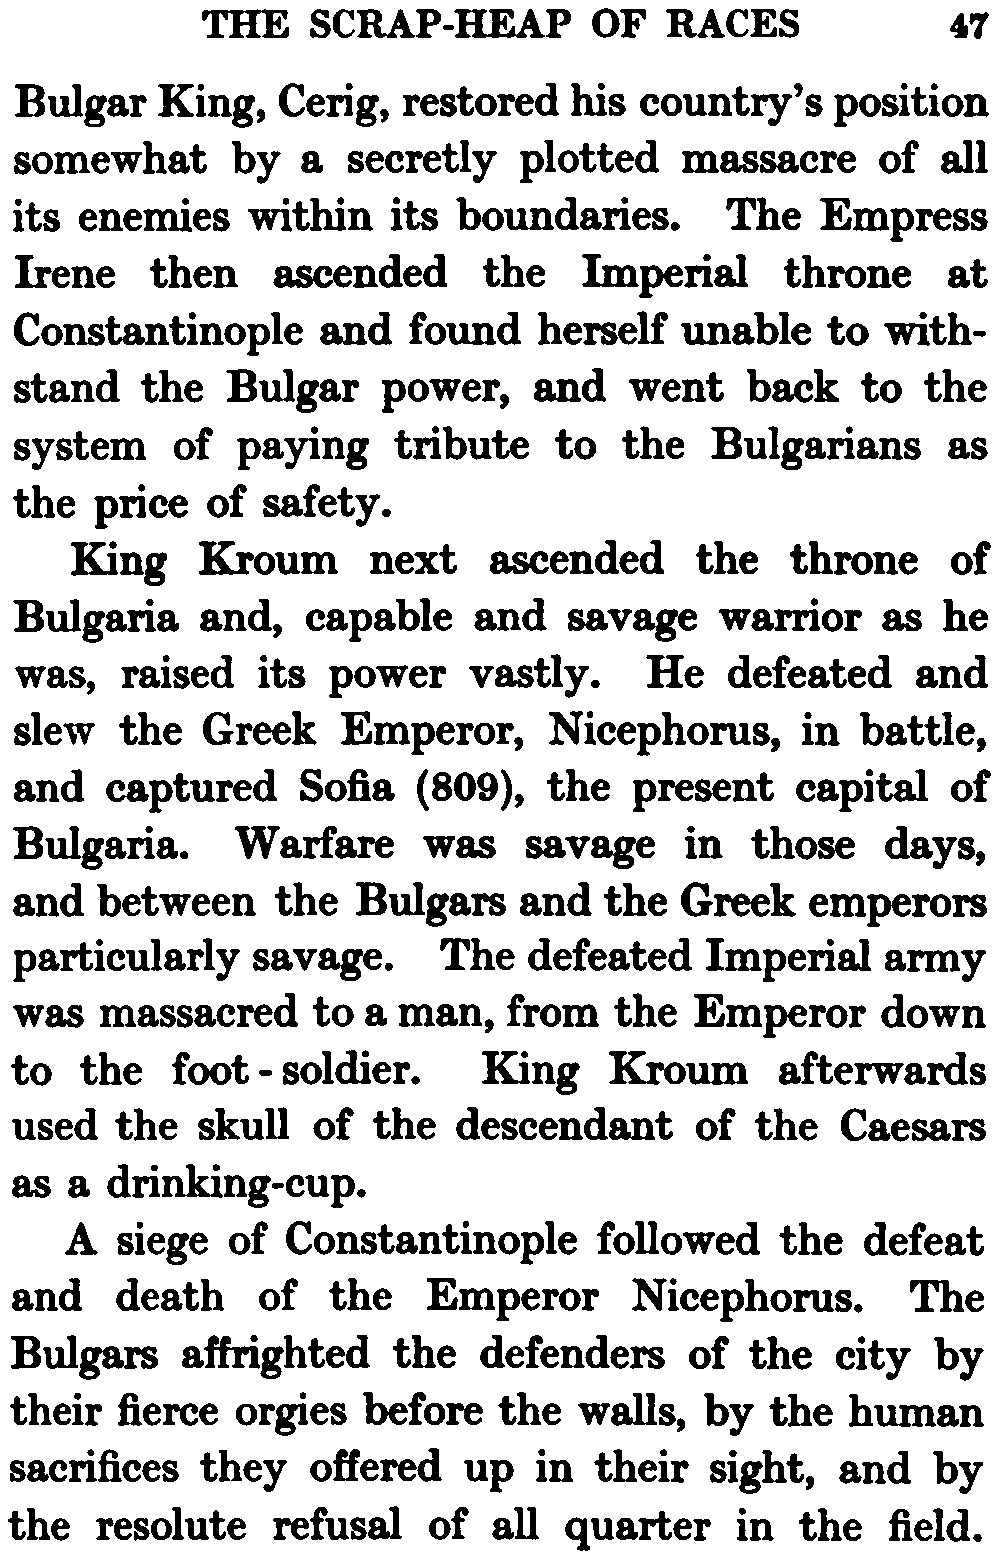 THE SCRAP-HEAP OF RACES 47
Bulgar King, Cerig, restored his country's position
somewhat by a secretly plotted massacre of all
its enemies within its boundaries. The Empress
Irene then ascended the Imperial throne at
Constantinople and found herself unable to with-
stand the Bulgar power, and went back to the
system of paying tribute to the Bulgarians as
the price of safety.
King Kroum next ascended the throne of
Bulgaria and, capable and savage warrior as he
was, raised its power vastly. He defeated and
slew the Greek Emperor, Nicephorus, in battle,
and captured Sofia (809), the present capital of
Bulgaria. Warfare was savage in those days,
and between the Bulgars and the Greek emperors
particularly savage. The defeated Imperial army
was massacred to a man, from the Emperor down
to the foot-soldier. King Kroum afterwards
used the skull of the descendant of the Caesars
as a drinking-cup.
A siege of Constantinople followed the defeat
and death of the Emperor Nicephorus. The
Bulgars affrighted the defenders of the city by
their fierce orgies before the walls, by the human
sacrifices they offered up in their sight, and by
the resolute refusal of all quarter in the field.